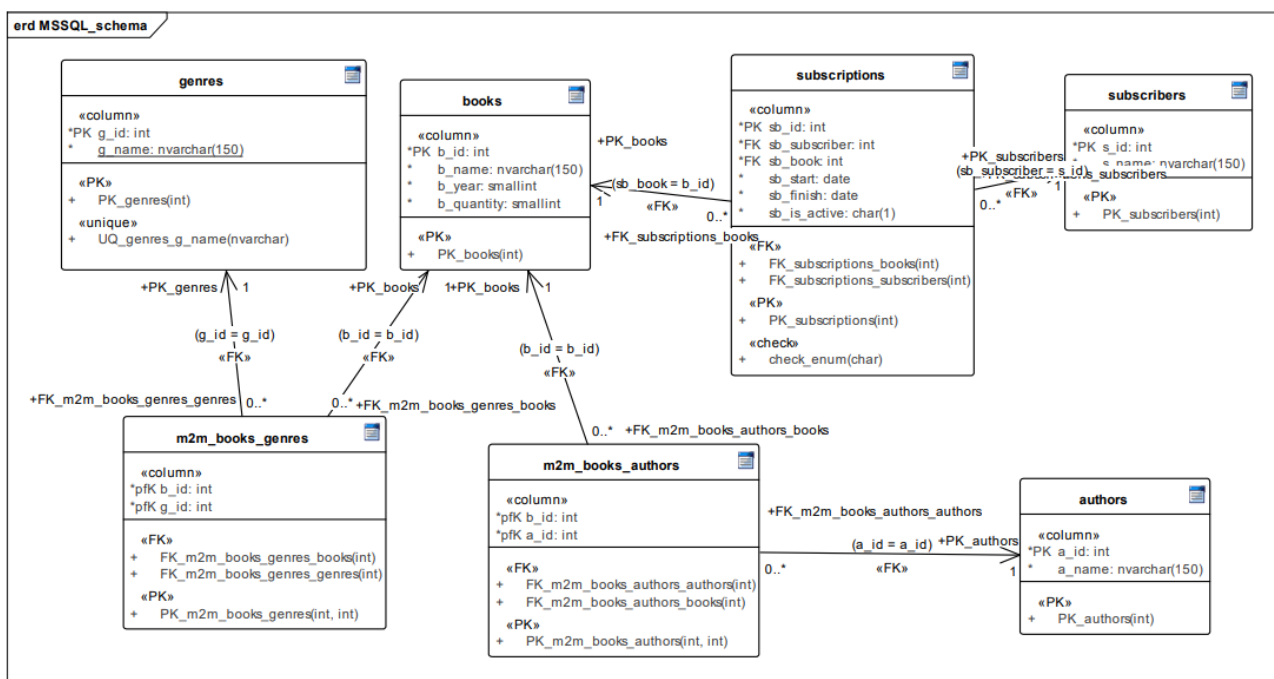 erd MSSQL_schema
genres
«column»
*PK g_id: int
* g_name: nvarchar(150)
«PK»
+ PK_genres(int)
«unique»
+ UQ_genres_g_name(nvarchar)
books
«column»
*PK b_id: int
* b_name: nvarchar(150)
* b_year: smallint
* b_quantity: smallint
«PK»
+ PK_books(int)
subscriptions
«column»
*PK sb_id: int
*FK sb_subscriber: int
*FK sb_book: int
* sb_start: date
* sb_finish: date
* sb_is_active: char(1)
«FK»
+ FK_subscriptions_books(int)
+ FK_subscriptions_subscribers(int)
«PK»
+ PK_subscriptions(int)
«check»
+ check_enum(char)
subscribers
«column»
*PK s_id: int
* s_name: nvarchar(150)
«PK»
+ PK_subscribers(int)
+PK_books
(sb_book = b_id)
1
«FK»
0..*
+FK_subscriptions_books
+PK_subscribers
(sb_subscriber = s_id)
_subscribers
«FK»
1
0..*
+PK_genres 1
(g_id = g_id)
«FK»
+FK_m2m_books_genres_genres 0..*
+PK_books 1
(b_id = b_id)
«FK»
0..* +FK_m2m_books_genres_books
+PK_books 1
(b_id = b_id)
«FK»
0..* +FK_m2m_books_authors_books
m2m_books_genres
«column»
*pfK b_id: int
*pfK g_id: int
«FK»
+ FK_m2m_books_genres_books(int)
+ FK_m2m_books_genres_genres(int)
«PK»
+ PK_m2m_books_genres(int, int)
m2m_books_authors
«column»
*pfK b_id: int
*pfK a_id: int
«FK»
+ FK_m2m_books_authors_authors(int)
+ FK_m2m_books_authors_books(int)
«PK»
+ PK_m2m_books_authors(int, int)
+FK_m2m_books_authors_authors
(a_id = a_id) +PK_authors
0..* «FK» 1
authors
«column»
*PK a_id: int
* a_name: nvarchar(150)
«PK»
+ PK_authors(int)